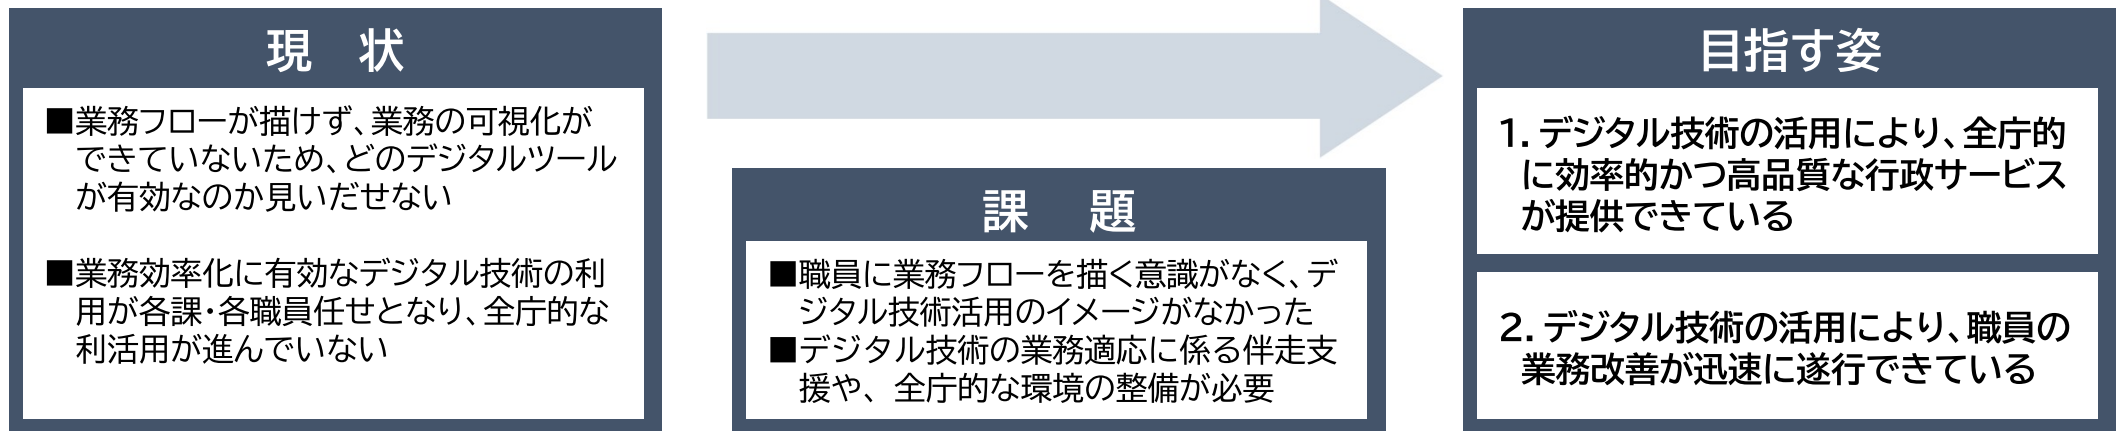 現　状
■業務フローが描けず、業務の可視化が
できていないため、どのデジタルツール
が有効なのか見いだせない
■業務効率化に有効なデジタル技術の利
用が各課・各職員任せとなり、全庁的な
利活用が進んでいない
課　題
■職員に業務フローを描く意識がなく、デ
ジタル技術活用のイメージがなかった
■デジタル技術の業務適応に係る伴走支
援や、全庁的な環境の整備が必要
目指す姿
1．デジタル技術の活用により、全庁的
に効率的かつ高品質な行政サービス
が提供できている
2．デジタル技術の活用により、職員の
業務改善が迅速に遂行できている